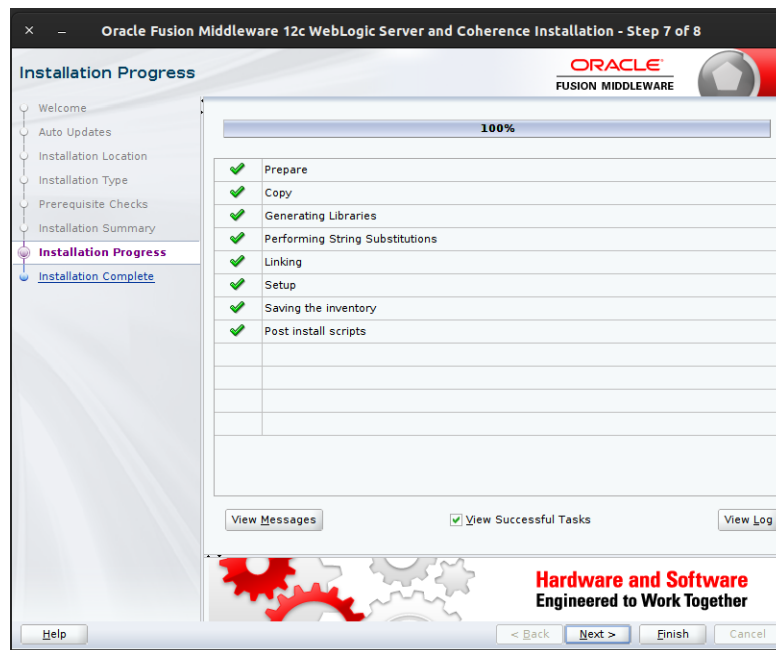 Oracle Fusion Middleware 12c WebLogic Server and Coherence Installation - Step 7 of 8
Installation Progress
ORACLE
FUSION MIDDLEWARE
Welcome
Auto Updates
Installation Location
Installation Type
Prerequisite Checks
Installation Summary
Installation Progress
Installation Complete
100%
Prepare
Copy
Generating Libraries
Performing String Substitutions
Linking
Setup
Saving the inventory
Post install scripts
View Messages
View Successful Tasks
View Log
Hardware and Software
Engineered to Work Together
Help
< Back
Next >
Finish
Cancel